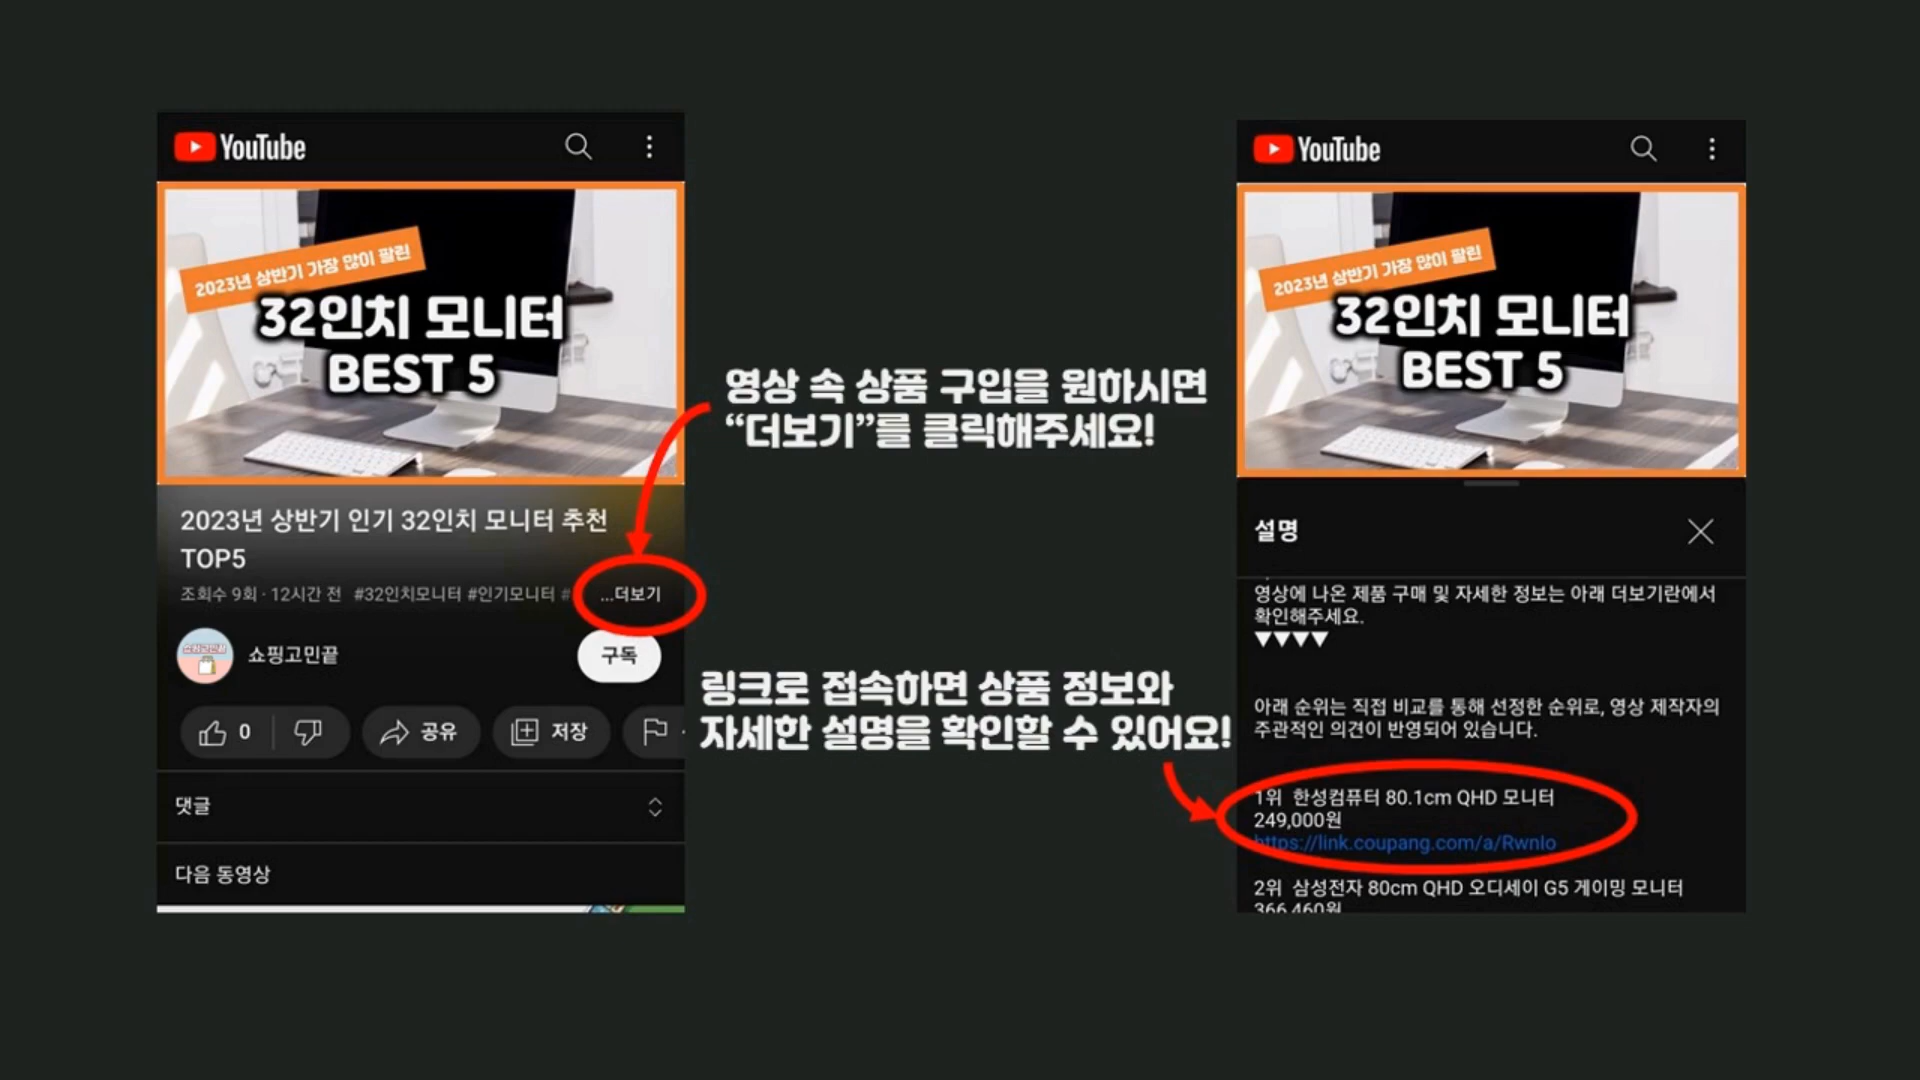 YouTube
2023년 상반기 가장 많이 팔린
32인치 모니터
BEST 5
2023년 상반기 인기 32인치 모니터 추천
TOP5
조회수 9회 · 12시간 전 #32인치모니터 #인기모니터 # ...더보기
쇼핑고민끝
쇼핑고민끝
구독
0
공유
저장
댓글
다음 동영상
영상 속 상품 구입을 원하시면
“더보기”를 클릭해주세요!
링크로 접속하면 상품 정보와
자세한 설명을 확인할 수 있어요!
YouTube
2023년 상반기 가장 많이 팔린
32인치 모니터
BEST 5
설명
영상에 나온 제품 구매 및 자세한 정보는 아래 더보기란에서
확인해주세요.
▼▼▼▼
아래 순위는 직접 비교를 통해 선정한 순위로, 영상 제작자의
주관적인 의견이 반영되어 있습니다.
1위 한성컴퓨터 80.1cm QHD 모니터
249,000원
https://link.coupang.com/a/RwnIo
2위 삼성전자 80cm QHD 오디세이 G5 게이밍 모니터
366,460원